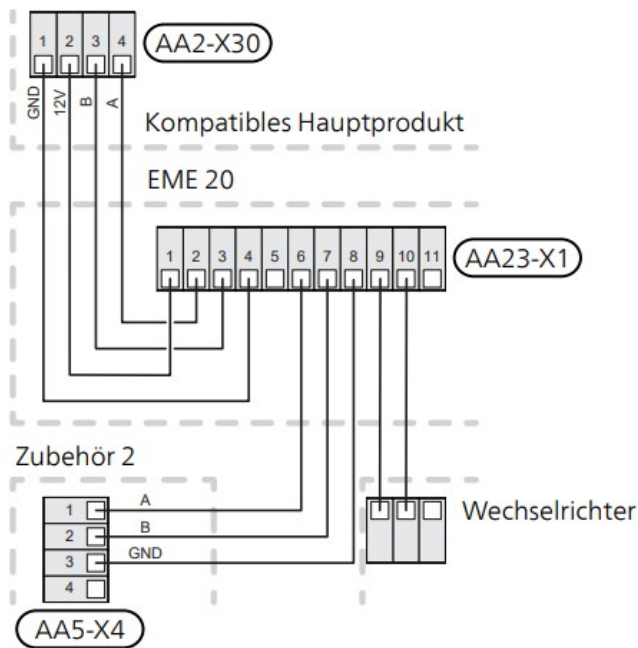 1 2 3 4
AA2-X30
GND 12V B A
Kompatibles Hauptprodukt
EME 20
1 2 3 4 5 6 7 8 9 10 11
AA23-X1
Zubehör 2
1 A
2 B
3 GND
4
AA5-X4
Wechselrichter